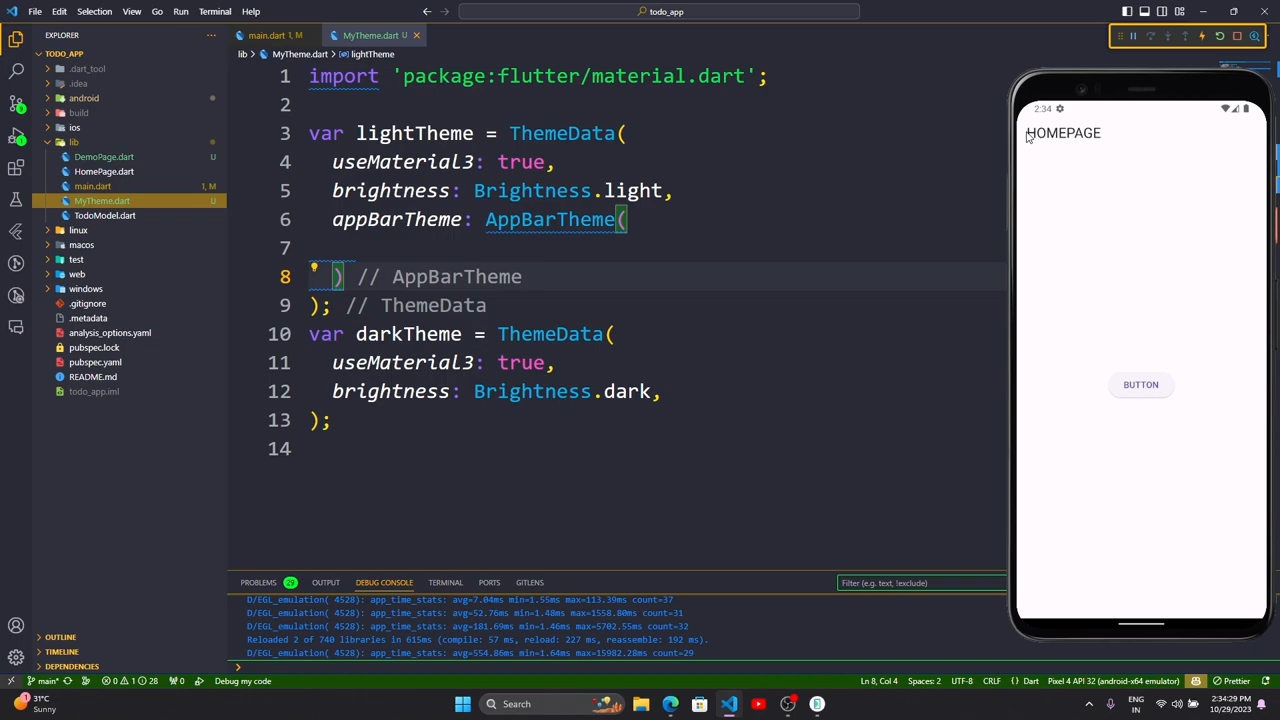 File Edit Selection View Go Run Terminal Help
todo_app
EXPLORER
main.dart 1, M
MyTheme.dart U
TODO_APP
lib > MyTheme.dart > lightTheme
.dart_tool
.idea
android
build
ios
lib
DemoPage.dart U
HomePage.dart
main.dart 1, M
MyTheme.dart U
TodoModel.dart
linux
macos
test
web
windows
.gitignore
.metadata
analysis_options.yaml
pubspec.lock
pubspec.yaml
README.md
todo_app.iml
1 import 'package:flutter/material.dart';
2
3 var lightTheme = ThemeData(
4 useMaterial3: true,
5 brightness: Brightness.light,
6 appBarTheme: AppBarTheme(
7
8 ) // AppBarTheme
9 ); // ThemeData
10 var darkTheme = ThemeData(
11 useMaterial3: true,
12 brightness: Brightness.dark,
13 );
14
2:34
HOMEPAGE
BUTTON
PROBLEMS 29 OUTPUT DEBUG CONSOLE TERMINAL PORTS GITLENS
Filter (e.g. text, !exclude)
D/EGL_emulation( 4528): app_time_stats: avg=7.04ms min=1.55ms max=113.39ms count=37
D/EGL_emulation( 4528): app_time_stats: avg=52.76ms min=1.48ms max=1558.80ms count=31
D/EGL_emulation( 4528): app_time_stats: avg=181.69ms min=1.46ms max=5702.55ms count=32
Reloaded 2 of 740 libraries in 615ms (compile: 57 ms, reload: 227 ms, reassemble: 192 ms).
D/EGL_emulation( 4528): app_time_stats: avg=554.86ms min=1.64ms max=15982.28ms count=29
OUTLINE
TIMELINE
DEPENDENCIES
main* 0 1 28 0 Debug my code
Ln 8, Col 4 Spaces: 2 UTF-8 CRLF {} Dart Pixel 4 API 32 (android-x64 emulator) Prettier
31°C
Sunny
Search
ENG
IN
2:34:29 PM
10/29/2023